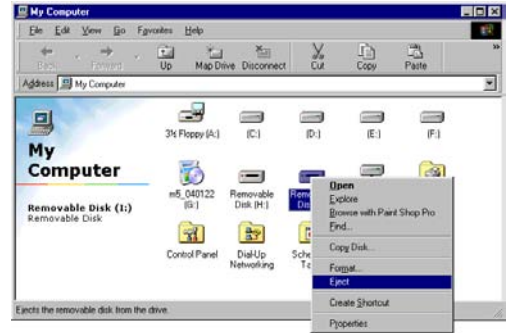 My Computer
File Edit View Go Favorites Help
Back Forward Up Map Drive Disconnect Cut Copy Paste
Address My Computer
My
Computer
Removable Disk (I:)
Removable Disk
3½ Floppy (A:) (C:) (D:) (E:) (F:)
m5_040122
(G:)
Removable
Disk (H:)
Control Panel
Dial-Up
Networking
Open
Explore
Browse with Paint Shop Pro
Find...
Copy Disk...
Format...
Eject
Create Shortcut
Properties
Ejects the removable disk from the drive.